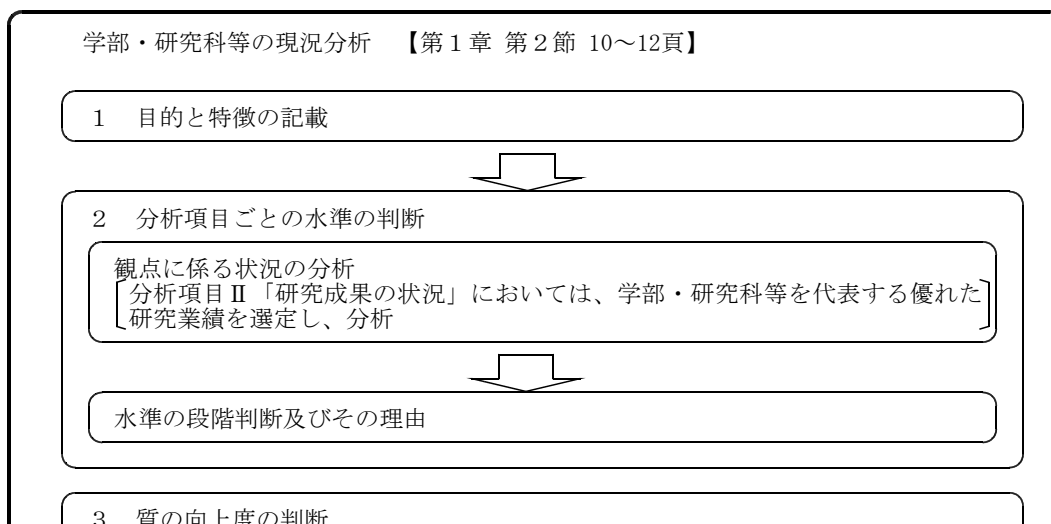 学部・研究科等の現況分析　【第１章 第２節 10～12頁】
１　目的と特徴の記載
２　分析項目ごとの水準の判断
観点に係る状況の分析
分析項目Ⅱ「研究成果の状況」においては、学部・研究科等を代表する優れた
研究業績を選定し、分析
水準の段階判断及びその理由
３　質の向上度の判断